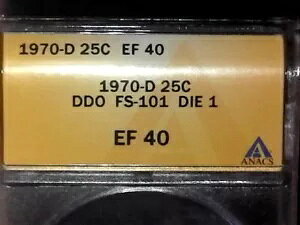 1970-D 25C EF 40
1970-D 25C
DDO FS-101 DIE 1
EF 40
ANACS